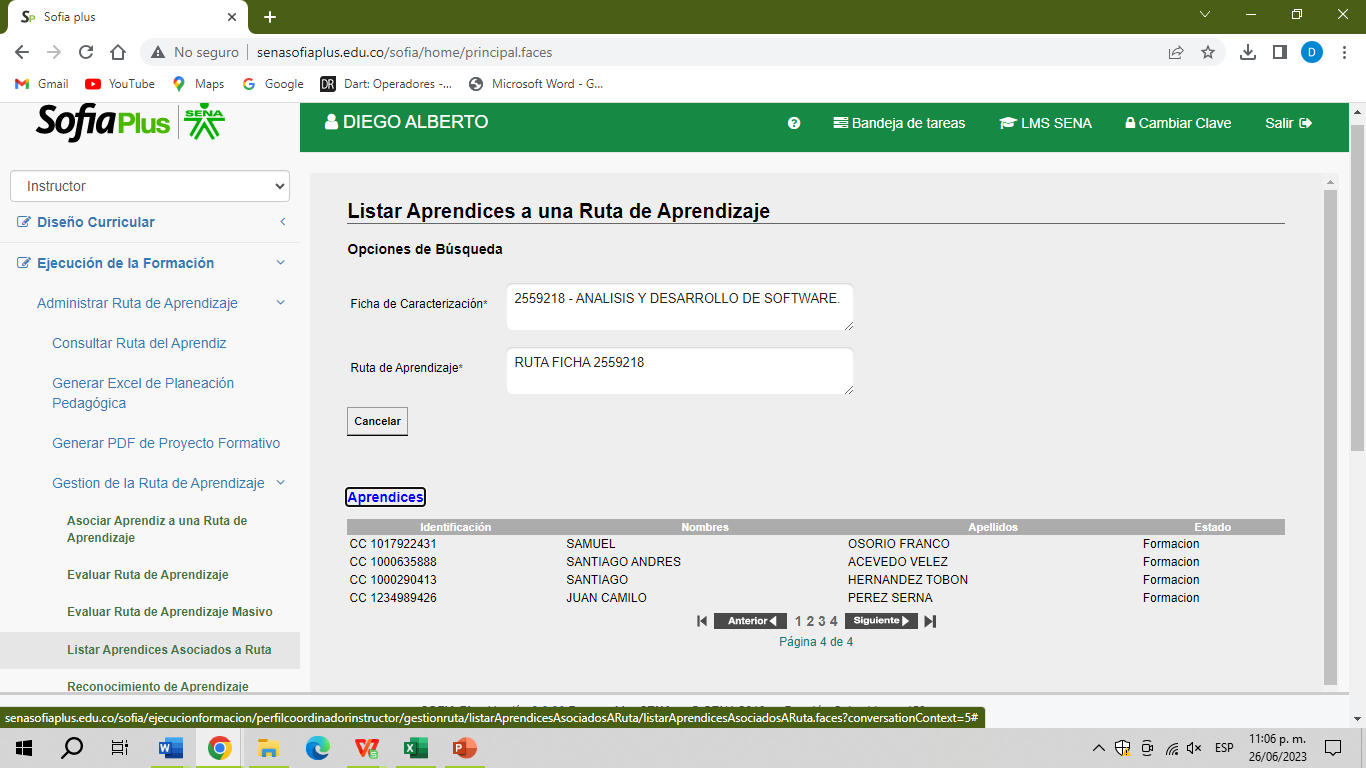 Sofia plus
No seguro
senasofiaplus.edu.co/sofia/home/principal.faces
D
Gmail
YouTube
Maps
Google
DR Dart: Operadores -...
Microsoft Word - G...
Sofia Plus
SENA
DIEGO ALBERTO
Bandeja de tareas
LMS SENA
Cambiar Clave
Salir
Instructor
Diseño Curricular
Ejecución de la Formación
Administrar Ruta de Aprendizaje
Consultar Ruta del Aprendiz
Generar Excel de Planeación
Pedagógica
Generar PDF de Proyecto Formativo
Gestion de la Ruta de Aprendizaje
Asociar Aprendiz a una Ruta de
Aprendizaje
Evaluar Ruta de Aprendizaje
Evaluar Ruta de Aprendizaje Masivo
Listar Aprendices Asociados a Ruta
Reconocimiento de Aprendizaje
Listar Aprendices a una Ruta de Aprendizaje
Opciones de Búsqueda
Ficha de Caracterización*
2559218 - ANALISIS Y DESARROLLO DE SOFTWARE.
Ruta de Aprendizaje*
RUTA FICHA 2559218
Cancelar
Aprendices
Identificación Nombres Apellidos Estado
CC 1017922431 SAMUEL OSORIO FRANCO Formacion
CC 1000635888 SANTIAGO ANDRES ACEVEDO VELEZ Formacion
CC 1000290413 SANTIAGO HERNANDEZ TOBON Formacion
CC 1234989426 JUAN CAMILO PEREZ SERNA Formacion
Anterior 1 2 3 4 Siguiente
Página 4 de 4
senasofiaplus.edu.co/sofia/ejecucionformacion/perfilcoordinadorinstructor/gestionruta/listarAprendicesAsociadosARuta/listarAprendicesAsociadosARuta.faces?conversationContext=5#
ESP
11:06 p. m.
26/06/2023